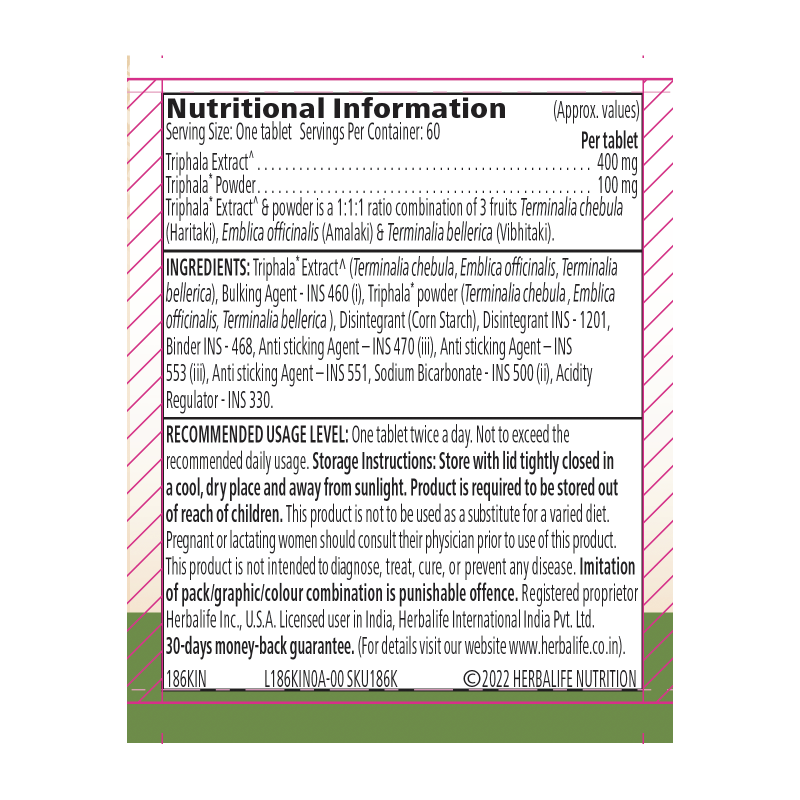 Nutritional Information (Approx. values)
Serving Size: One tablet Servings Per Container: 60
Per tablet
Triphala Extract^ . . . . . . . . . . . . . . . . . . . . . . . . . . . . . . . . . . . . . . . . . . . . . . . . 400 mg
Triphala* Powder. . . . . . . . . . . . . . . . . . . . . . . . . . . . . . . . . . . . . . . . . . . . . . . . 100 mg
Triphala* Extract^ & powder is a 1:1:1 ratio combination of 3 fruits Terminalia chebula
(Haritaki), Emblica officinalis (Amalaki) & Terminalia bellerica (Vibhitaki).
INGREDIENTS: Triphala* Extract^ (Terminalia chebula, Emblica officinalis, Terminalia
bellerica), Bulking Agent - INS 460 (i), Triphala* powder (Terminalia chebula , Emblica
officinalis, Terminalia bellerica ), Disintegrant (Corn Starch), Disintegrant INS - 1201,
Binder INS - 468, Anti sticking Agent – INS 470 (iii), Anti sticking Agent – INS
553 (iii), Anti sticking Agent – INS 551, Sodium Bicarbonate - INS 500 (ii), Acidity
Regulator - INS 330.
RECOMMENDED USAGE LEVEL: One tablet twice a day. Not to exceed the
recommended daily usage. Storage Instructions: Store with lid tightly closed in
a cool, dry place and away from sunlight. Product is required to be stored out
of reach of children. This product is not to be used as a substitute for a varied diet.
Pregnant or lactating women should consult their physician prior to use of this product.
This product is not intended to diagnose, treat, cure, or prevent any disease. Imitation
of pack/graphic/colour combination is punishable offence. Registered proprietor
Herbalife Inc., U.S.A. Licensed user in India, Herbalife International India Pvt. Ltd.
30-days money-back guarantee. (For details visit our website www.herbalife.co.in).
186KIN L186KIN0A-00 SKU186K ©2022 HERBALIFE NUTRITION